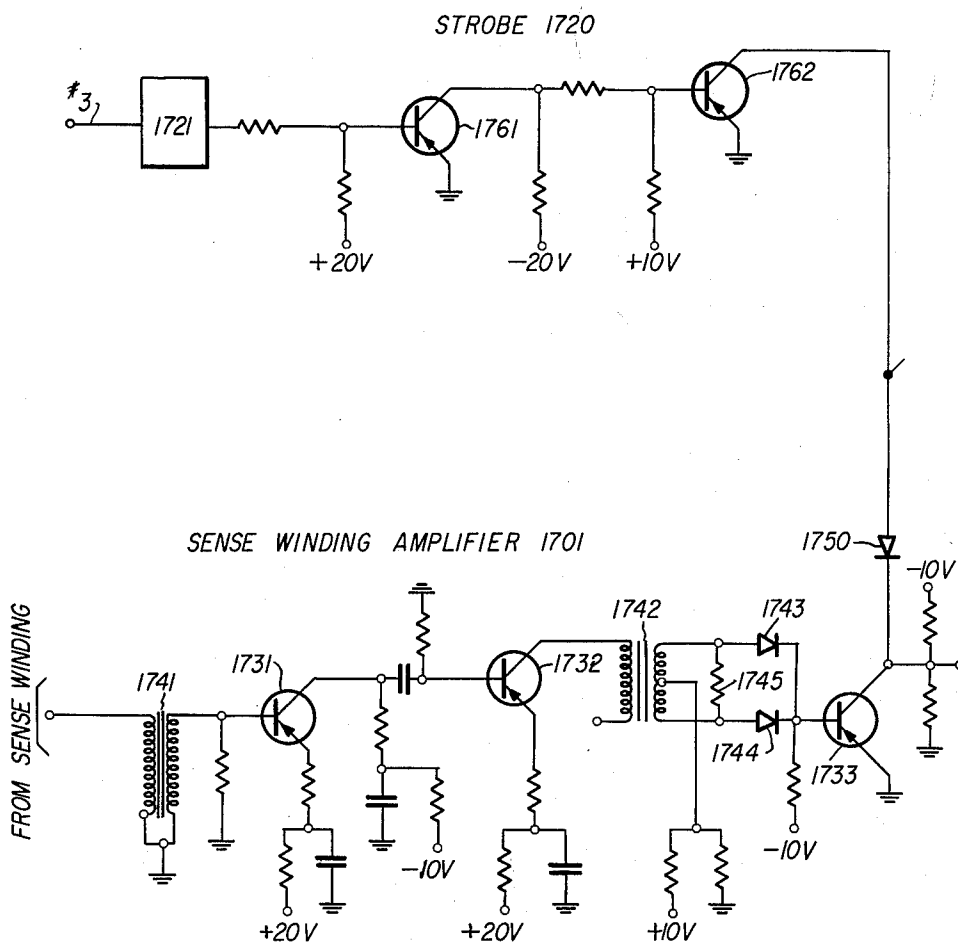 STROBE 1720
#3
1721
1761
1762
+20V
-20V
+10V
SENSE WINDING AMPLIFIER 1701
1750
-10V
FROM SENSE WINDING
1741
1731
1732
1742
1743
1745
1744
1733
-10V
-10V
+20V
+20V
+10V